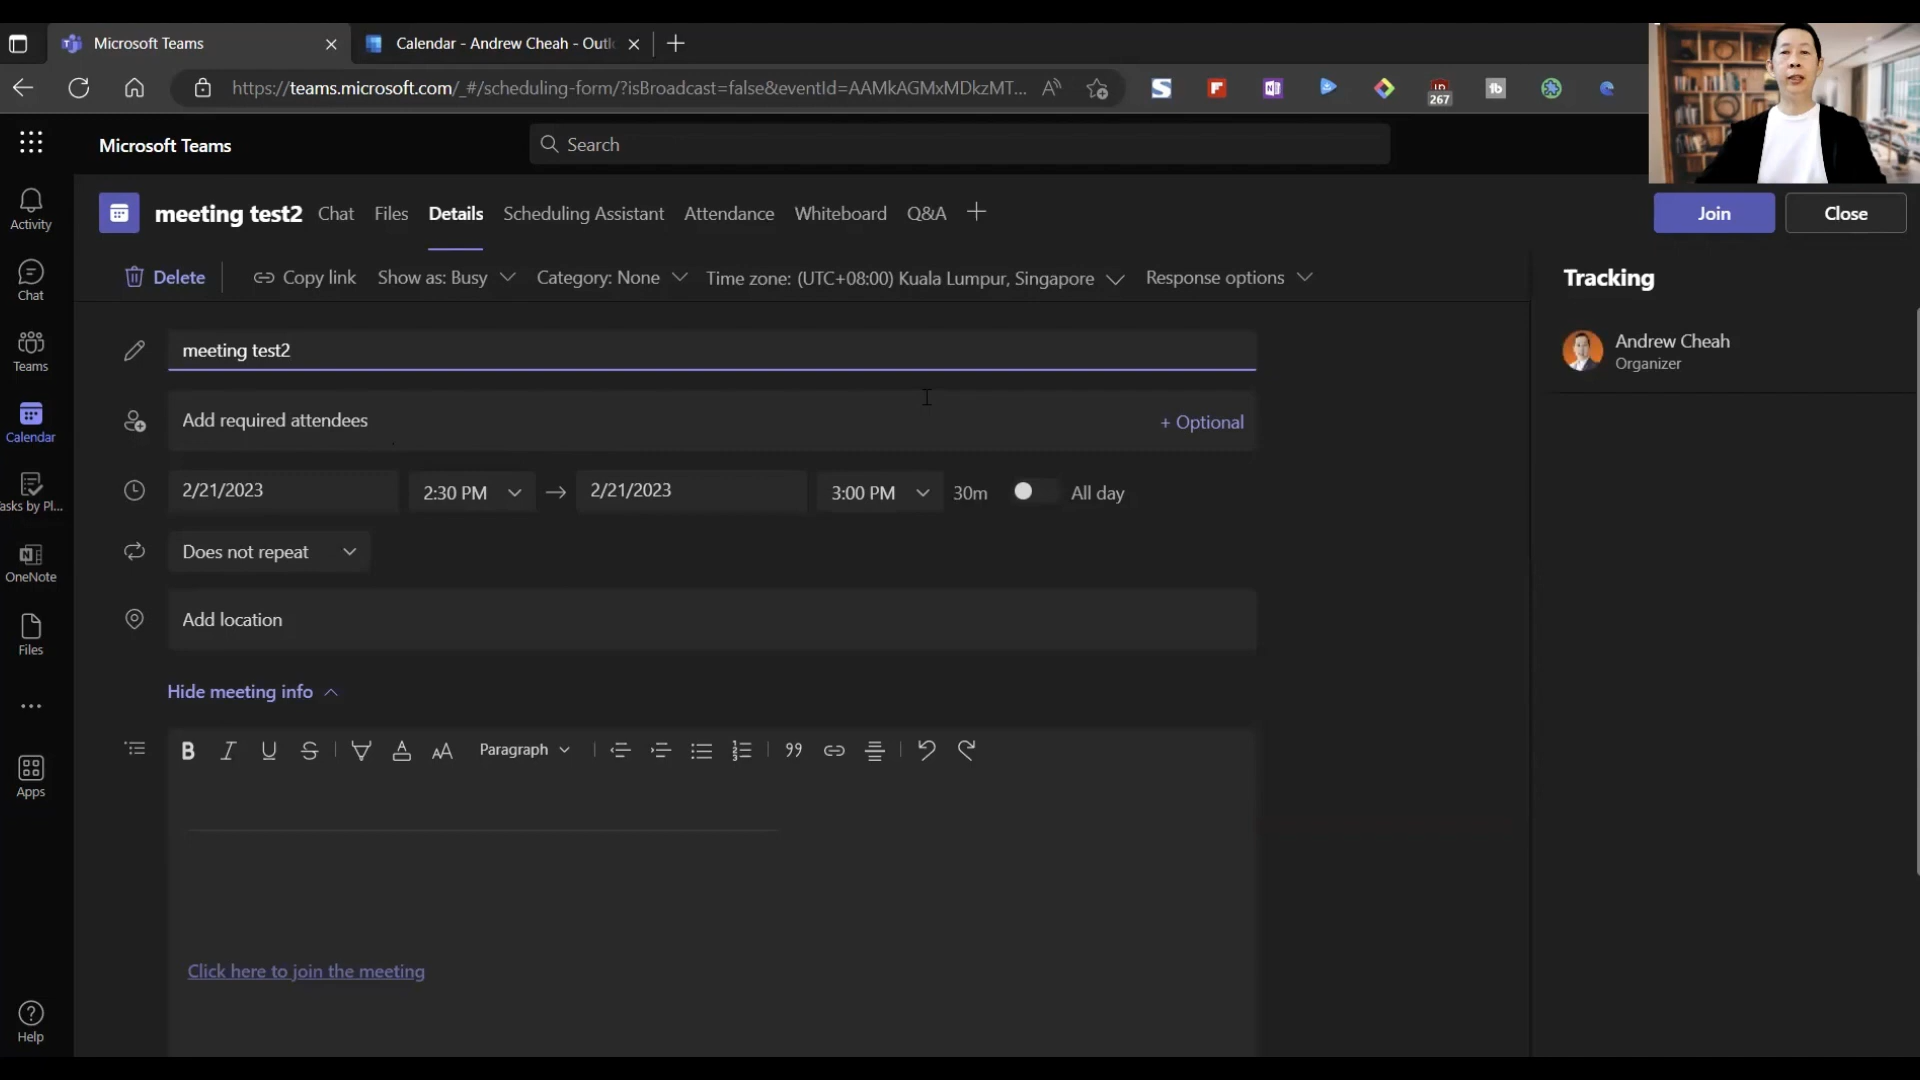 Microsoft Teams
Calendar - Andrew Cheah - Outl
https://teams.microsoft.com/_#/scheduling-form/?isBroadcast=false&eventId=AAMkAGMxMDkzMT...
267
Microsoft Teams
Search
meeting test2 Chat Files Details Scheduling Assistant Attendance Whiteboard Q&A
Join Close
Delete Copy link Show as: Busy Category: None Time zone: (UTC+08:00) Kuala Lumpur, Singapore Response options
Tracking
Andrew Cheah
Organizer
Activity
Chat
Teams
Calendar
asks by Pl...
OneNote
Files
Apps
Help
meeting test2
Add required attendees + Optional
2/21/2023 2:30 PM 2/21/2023 3:00 PM 30m All day
Does not repeat
Add location
Hide meeting info
Paragraph
Click here to join the meeting